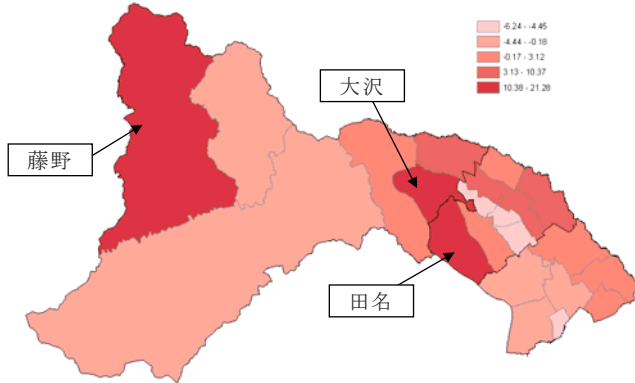 -6.24 - -4.45
-4.44 - -0.18
-0.17 - 3.12
3.13 - 10.37
10.38 - 21.28
大沢
藤野
田名